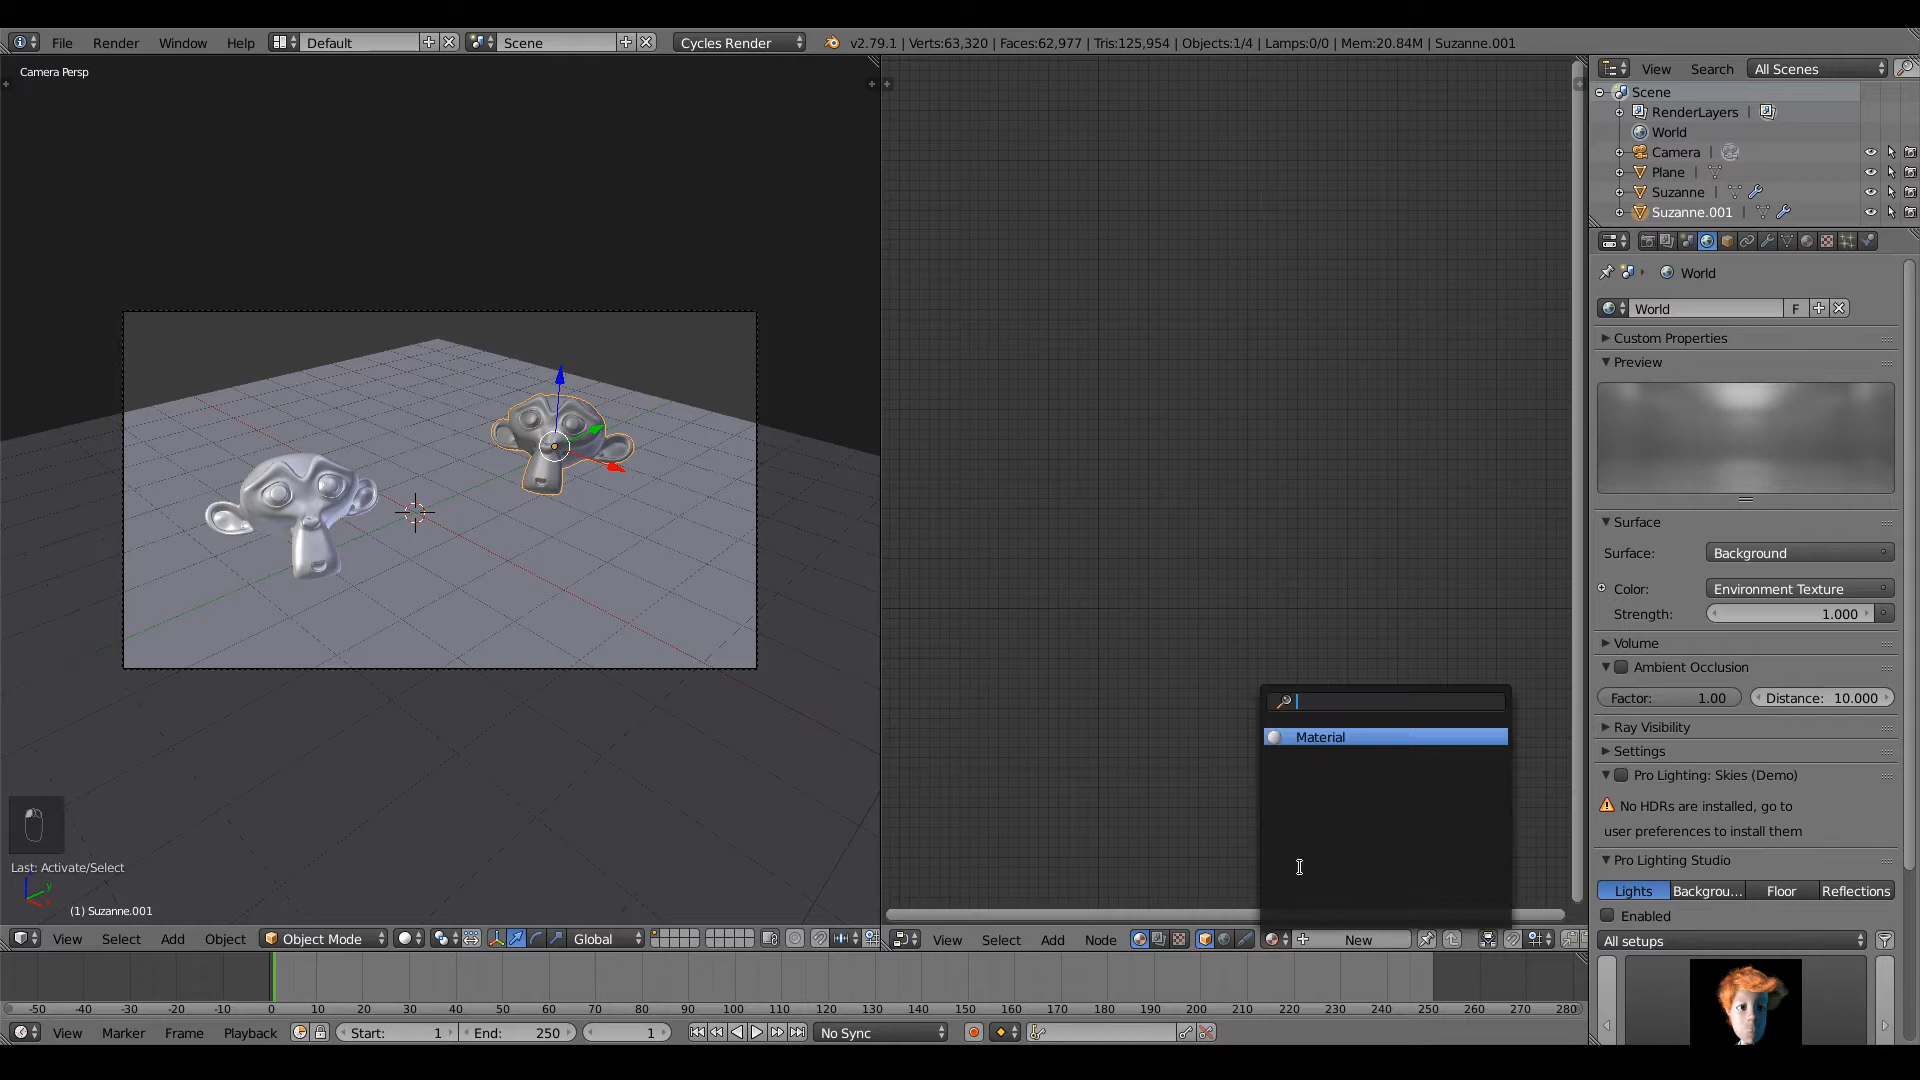 File Render Window Help Default Scene Cycles Render v2.79.1 | Verts:63,320 | Faces:62,977 | Tris:125,954 | Objects:1/4 | Lamps:0/0 | Mem:20.84M | Suzanne.001
Camera Persp
Last: Activate/Select
(1) Suzanne.001
View Select Add Object Object Mode Global
Material
View Select Add Node New
View Search All Scenes
Scene
RenderLayers |
World
Camera |
Plane |
Suzanne |
Suzanne.001 |
World
World F
Custom Properties
Preview
Surface
Surface: Background
Color: Environment Texture
Strength: 1.000
Volume
Ambient Occlusion
Factor: 1.00 Distance: 10.000
Ray Visibility
Settings
Pro Lighting: Skies (Demo)
No HDRs are installed, go to
user preferences to install them
Pro Lighting Studio
Lights Backgrou... Floor Reflections
Enabled
All setups
-50 -40 -30 -20 -10 0 10 20 30 40 50 60 70 80 90 100 110 120 130 140 150 160 170 180 190 200 210 220 230 240 250 260 270 280
View Marker Frame Playback Start: 1 End: 250 1 No Sync